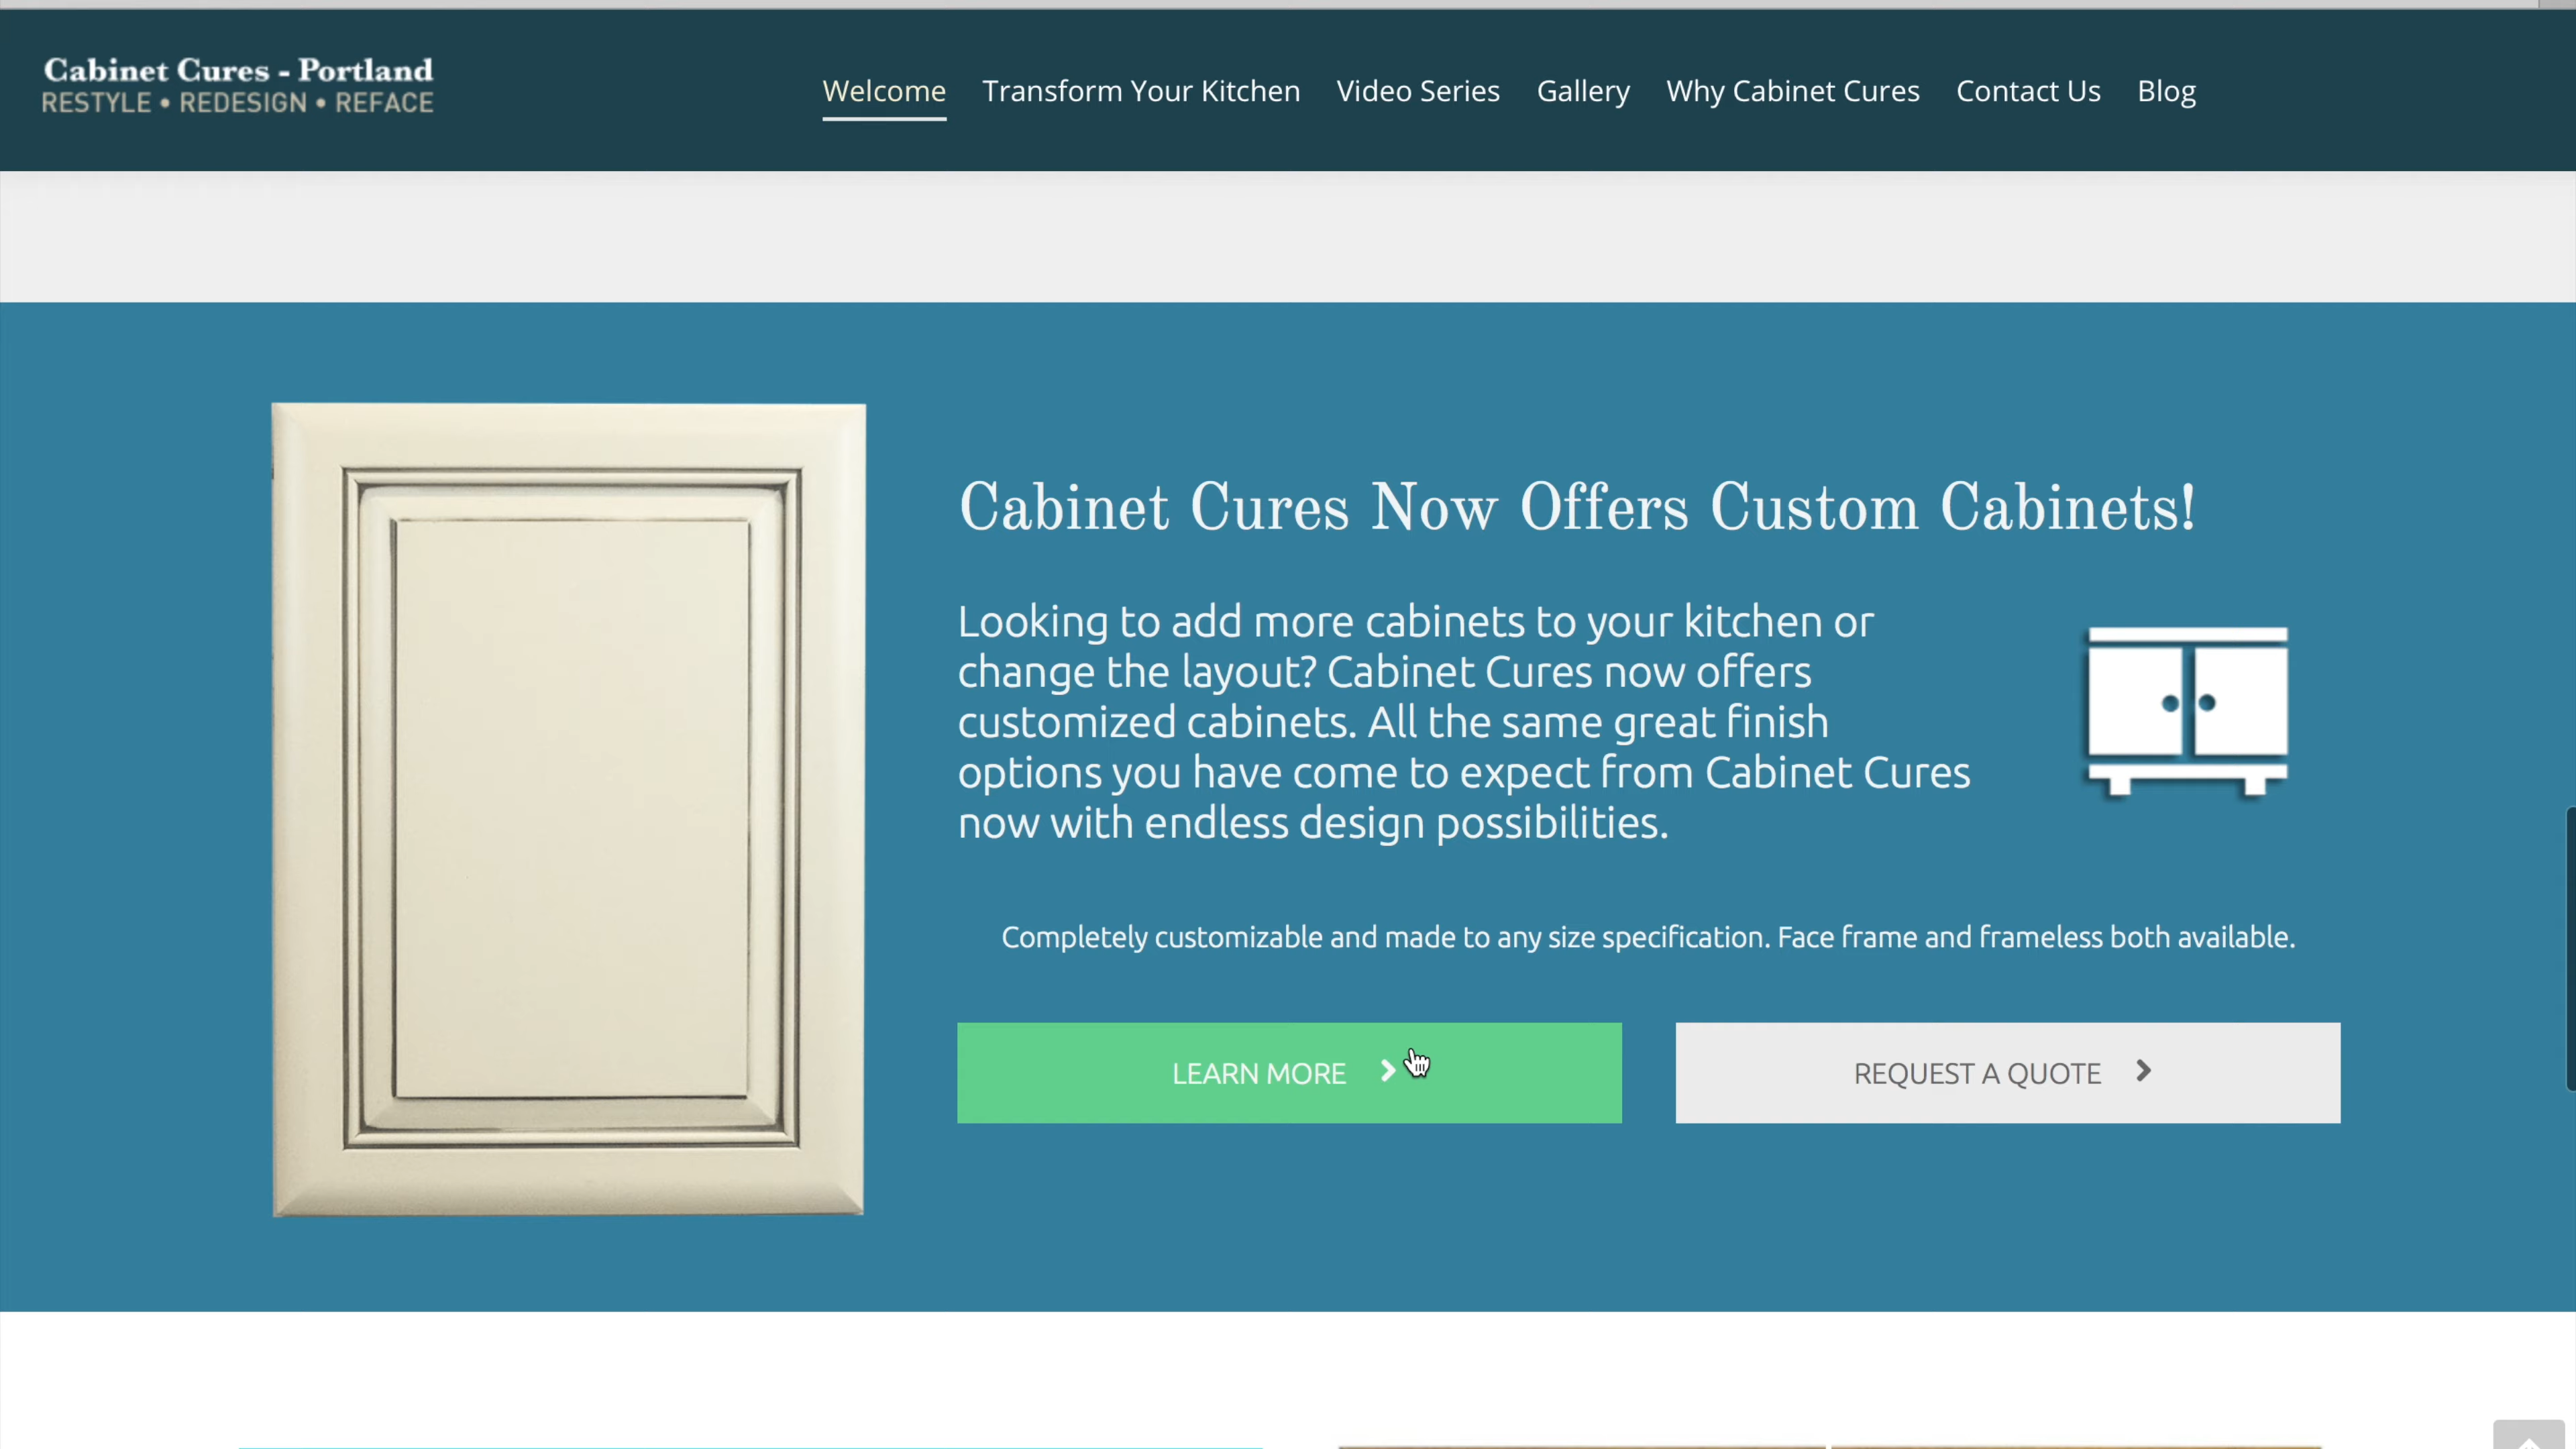 Cabinet Cures - Portland
RESTYLE • REDESIGN • REFACE
Welcome Transform Your Kitchen Video Series Gallery Why Cabinet Cures Contact Us Blog
Cabinet Cures Now Offers Custom Cabinets!
Looking to add more cabinets to your kitchen or
change the layout? Cabinet Cures now offers
customized cabinets. All the same great finish
options you have come to expect from Cabinet Cures
now with endless design possibilities.
Completely customizable and made to any size specification. Face frame and frameless both available.
LEARN MORE
REQUEST A QUOTE